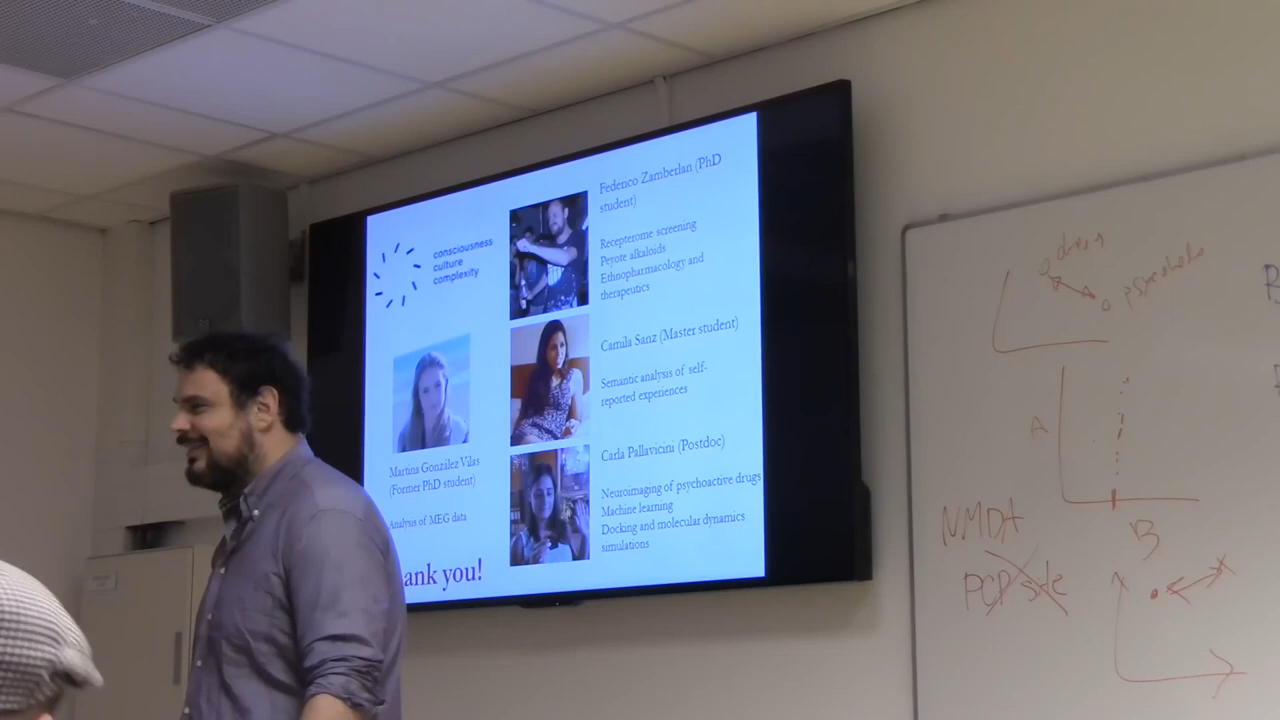 consciousness
culture
complexity
Martina González Vilas
(Former PhD student)
Analysis of MEG data
ank you!
Federico Zamberlan (PhD
student)
Recepterome screening
Peyote alkaloids
Ethnopharmacology and
therapeutics
Camila Sanz (Master student)
Semantic analysis of self-
reported experiences
Carla Pallavicini (Postdoc)
Neuroimaging of psychoactive drugs
Machine learning
Docking and molecular dynamics
simulations
A
B
NMDA
PCP site